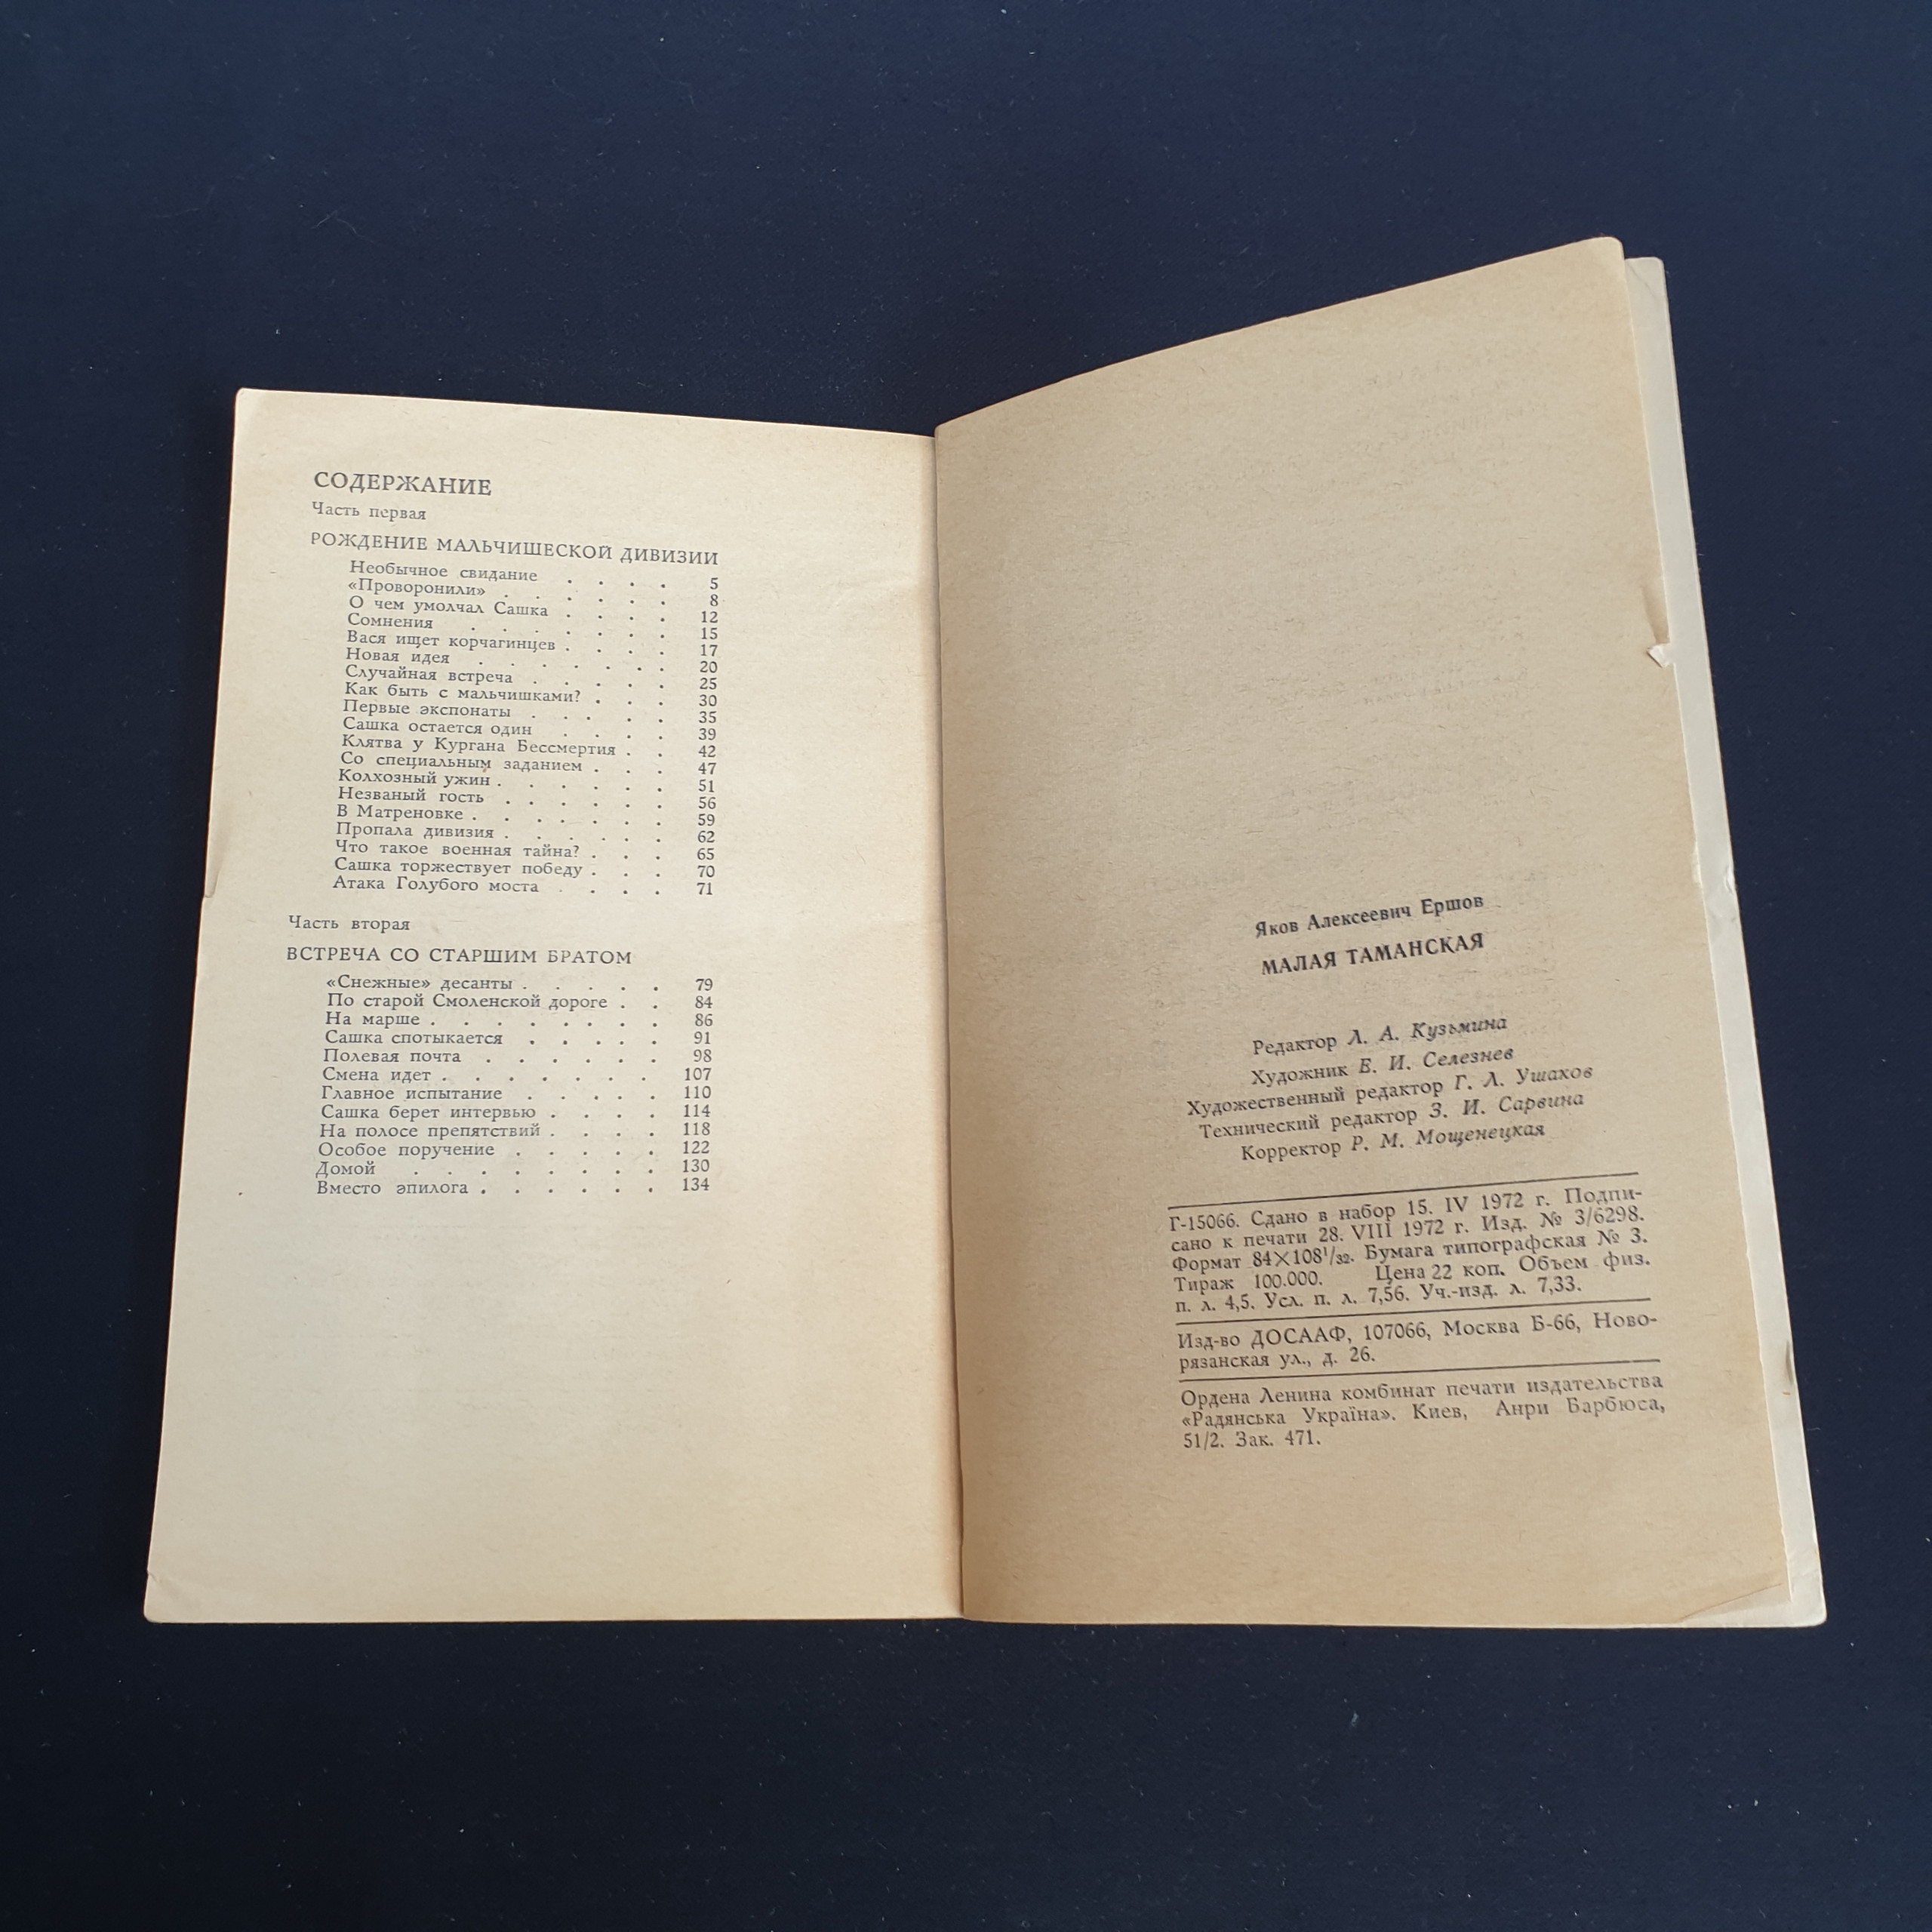 СОДЕРЖАНИЕ
Часть первая
РОЖДЕНИЕ МАЛЬЧИШЕСКОЙ ДИВИЗИИ
Необычное свидание . . . . 5
«Проворонили» . . . . . . 8
О чем умолчал Сашка . . . . 12
Сомнения . . . . . . . 15
Вася ищет корчагинцев . . . . 17
Новая идея . . . . . . . 20
Случайная встреча . . . . . 25
Как быть с мальчишками? . . . 30
Первые экспонаты . . . . . 35
Сашка остается один . . . . 39
Клятва у Кургана Бессмертия . . 42
Со специальным заданием . . . 47
Колхозный ужин . . . . . . 51
Незваный гость . . . . . . 56
В Матреновке . . . . . . . 59
Пропала дивизия . . . . . . 62
Что такое военная тайна? . . . 65
Сашка торжествует победу . . . 70
Атака Голубого моста . . . . 71
Часть вторая
ВСТРЕЧА СО СТАРШИМ БРАТОМ
«Снежные» десанты . . . . . 79
По старой Смоленской дороге . . 84
На марше . . . . . . . . 86
Сашка спотыкается . . . . . 91
Полевая почта . . . . . . 98
Смена идет . . . . . . . 107
Главное испытание . . . . . 110
Сашка берет интервью . . . . 114
На полосе препятствий . . . . 118
Особое поручение . . . . . 122
Домой . . . . . . . . 130
Вместо эпилога . . . . . . 134
Яков Алексеевич Ершов
МАЛАЯ ТАМАНСКАЯ
Редактор Л. А. Кузьмина
Художник Е. И. Селезнев
Художественный редактор Г. Л. Ушахов
Технический редактор З. И. Сарвина
Корректор Р. М. Мощенецкая
Г-15066. Сдано в набор 15. IV 1972 г. Подпи-
сано к печати 28. VIII 1972 г. Изд. № 3/6298.
Формат 84×108¹/₃₂. Бумага типографская № 3.
Тираж 100.000. Цена 22 коп. Объем физ.
п. л. 4,5. Усл. п. л. 7,56. Уч.-изд. л. 7,33.
Изд-во ДОСААФ, 107066, Москва Б-66, Ново-
рязанская ул., д. 26.
Ордена Ленина комбинат печати издательства
«Радянська Україна». Киев, Анри Барбюса,
51/2. Зак. 471.